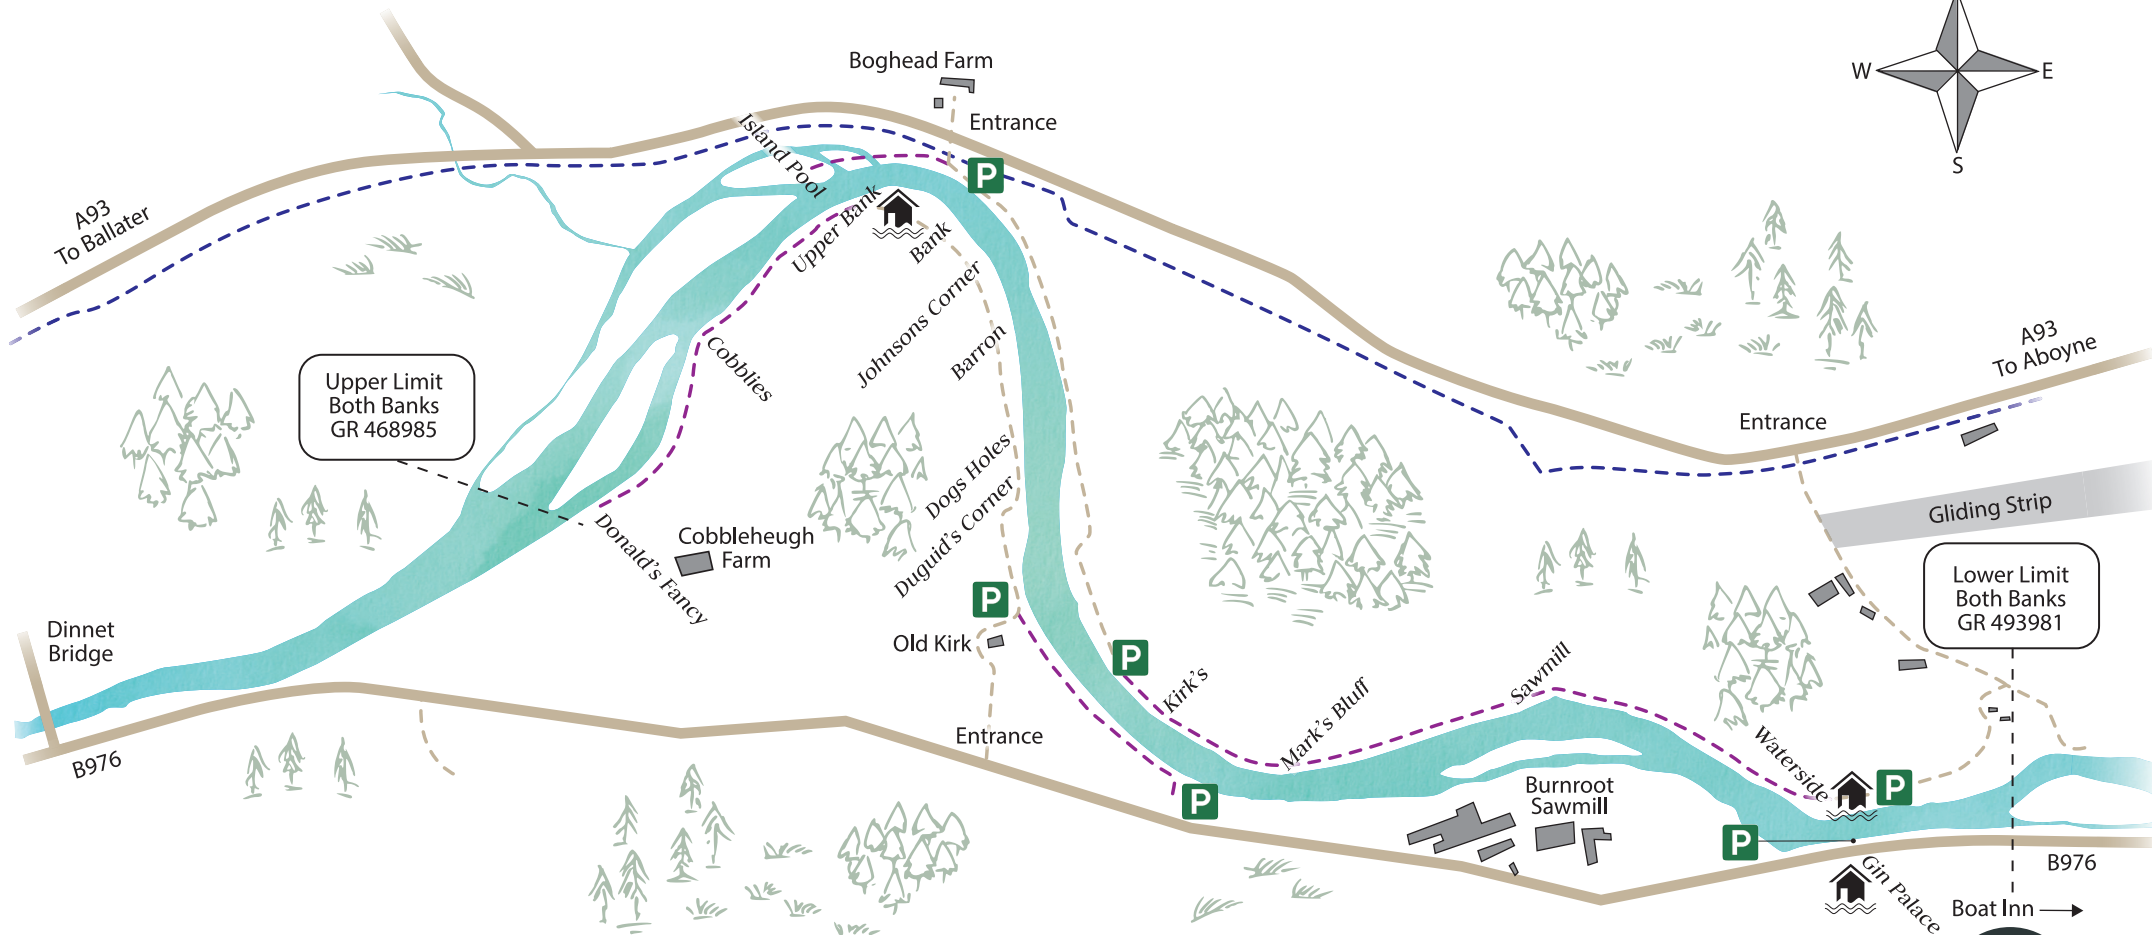 Boghead Farm
Entrance
W
E
S
P
Island Pool
A93
To Ballater
Upper Bank
Bank
Johnsons Corner
Barron
Cobblies
Upper Limit
Both Banks
GR 468985
A93
To Aboyne
Entrance
Gliding Strip
Dogs Holes
Duguid's Corner
Donald's Fancy
Cobbleheugh
Farm
Lower Limit
Both Banks
GR 493981
P
Dinnet
Bridge
Old Kirk
P
Kirk's
Mark's Bluff
Sawmill
Waterside
Entrance
B976
P
Burnroot
Sawmill
P
P
Gin Palace
B976
Boat Inn